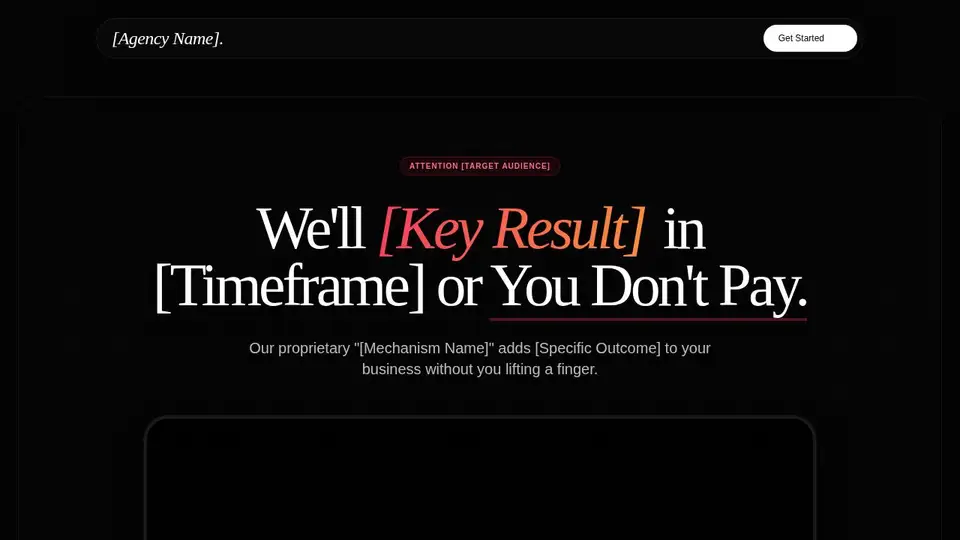 [Agency Name].
Get Started
ATTENTION [TARGET AUDIENCE]
We'll [Key Result] in
[Timeframe] or You Don't Pay.
Our proprietary "[Mechanism Name]" adds [Specific Outcome] to your
business without you lifting a finger.